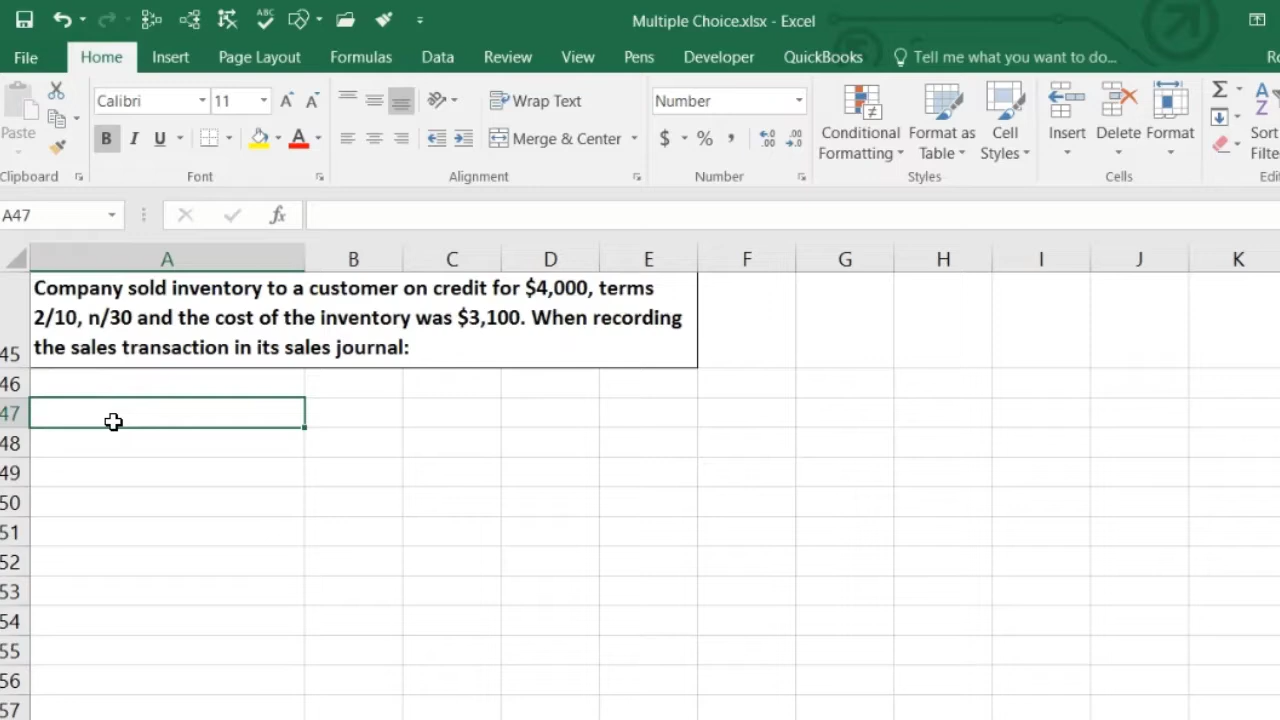 Multiple Choice.xlsx - Excel
File Home Insert Page Layout Formulas Data Review View Pens Developer QuickBooks Tell me what you want to do... Ro
Paste Calibri 11 Wrap Text Number
B I U Merge & Center $ % , Conditional Formatting Format as Table Cell Styles Insert Delete Format Sort Filte
Clipboard Font Alignment Number Styles Cells Edi
A47 fx
A B C D E F G H I J K
Company sold inventory to a customer on credit for $4,000, terms
2/10, n/30 and the cost of the inventory was $3,100. When recording
45 the sales transaction in its sales journal:
46
47
48
49
50
51
52
53
54
55
56
57